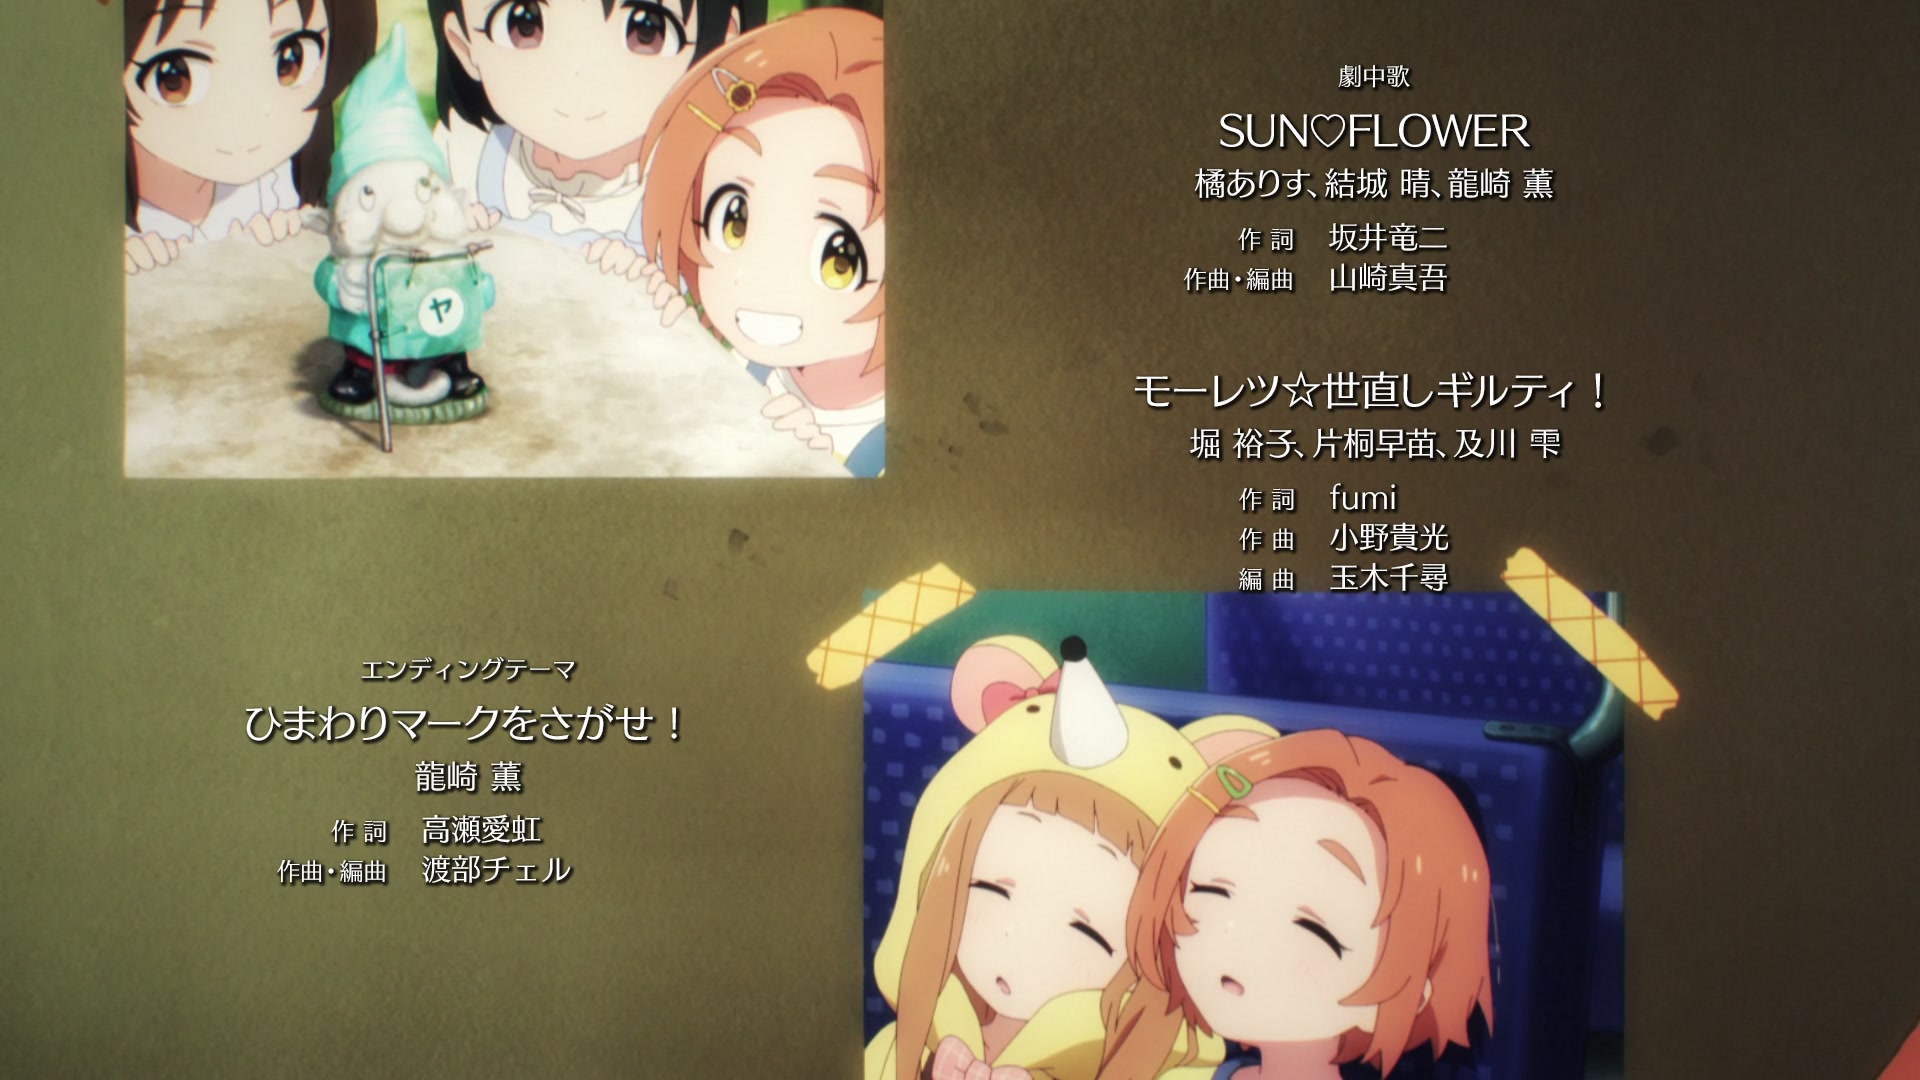 劇中歌
SUN♡FLOWER
橘ありす、結城 晴、龍崎 薫
作 詞 坂井竜二
作曲・編曲 山崎真吾
モーレツ☆世直しギルティ！
堀 裕子、片桐早苗、及川 雫
作 詞 fumi
作 曲 小野貴光
編 曲 玉木千尋
エンディングテーマ
ひまわりマークをさがせ！
龍崎 薫
作 詞 高瀬愛虹
作曲・編曲 渡部チェル
ヤ